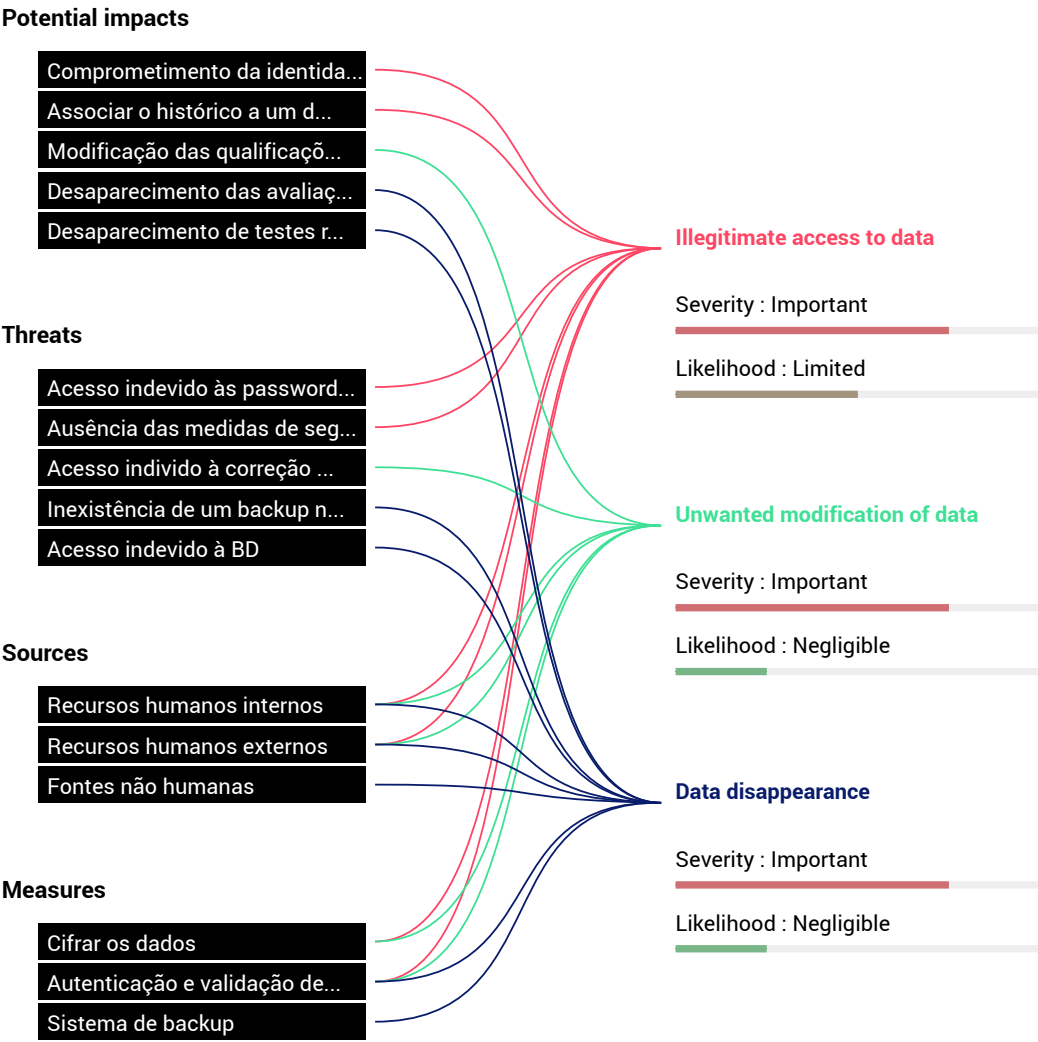 Potential impacts
Comprometimento da identida...
Associar o histórico a um d...
Modificação das qualificaçõ...
Desaparecimento das avaliaç...
Desaparecimento de testes r...
Threats
Acesso indevido às password...
Ausência das medidas de seg...
Acesso individo à correção ...
Inexistência de um backup n...
Acesso indevido à BD
Sources
Recursos humanos internos
Recursos humanos externos
Fontes não humanas
Measures
Cifrar os dados
Autenticação e validação de...
Sistema de backup
Illegitimate access to data
Severity : Important
Likelihood : Limited
Unwanted modification of data
Severity : Important
Likelihood : Negligible
Data disappearance
Severity : Important
Likelihood : Negligible